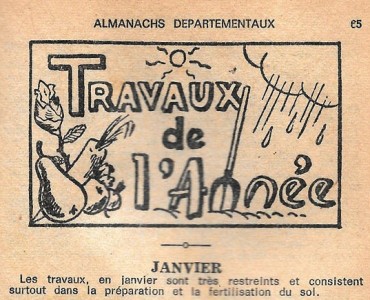 ALMANACHS DEPARTEMENTAUX 65
TRAVAUX
de
l'Année
JANVIER
Les travaux, en janvier sont très restreints et consistent
surtout dans la préparation et la fertilisation du sol.